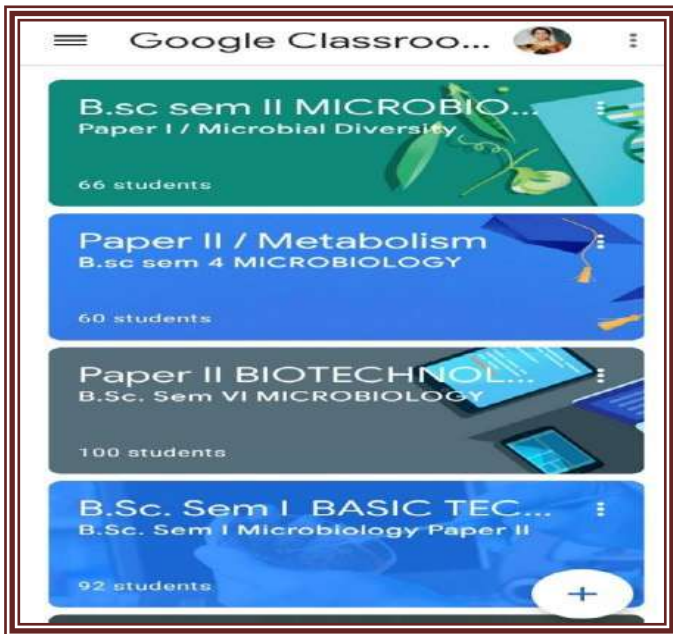 Google Classroo...
B.sc sem II MICROBIO...
Paper I / Microbial Diversity
66 students
Paper II / Metabolism
B.sc sem 4 MICROBIOLOGY
60 students
Paper II BIOTECHNOL...
B.Sc. Sem VI MICROBIOLOGY
100 students
B.Sc. Sem I BASIC TEC...
B.Sc. Sem I Microbiology Paper II
92 students